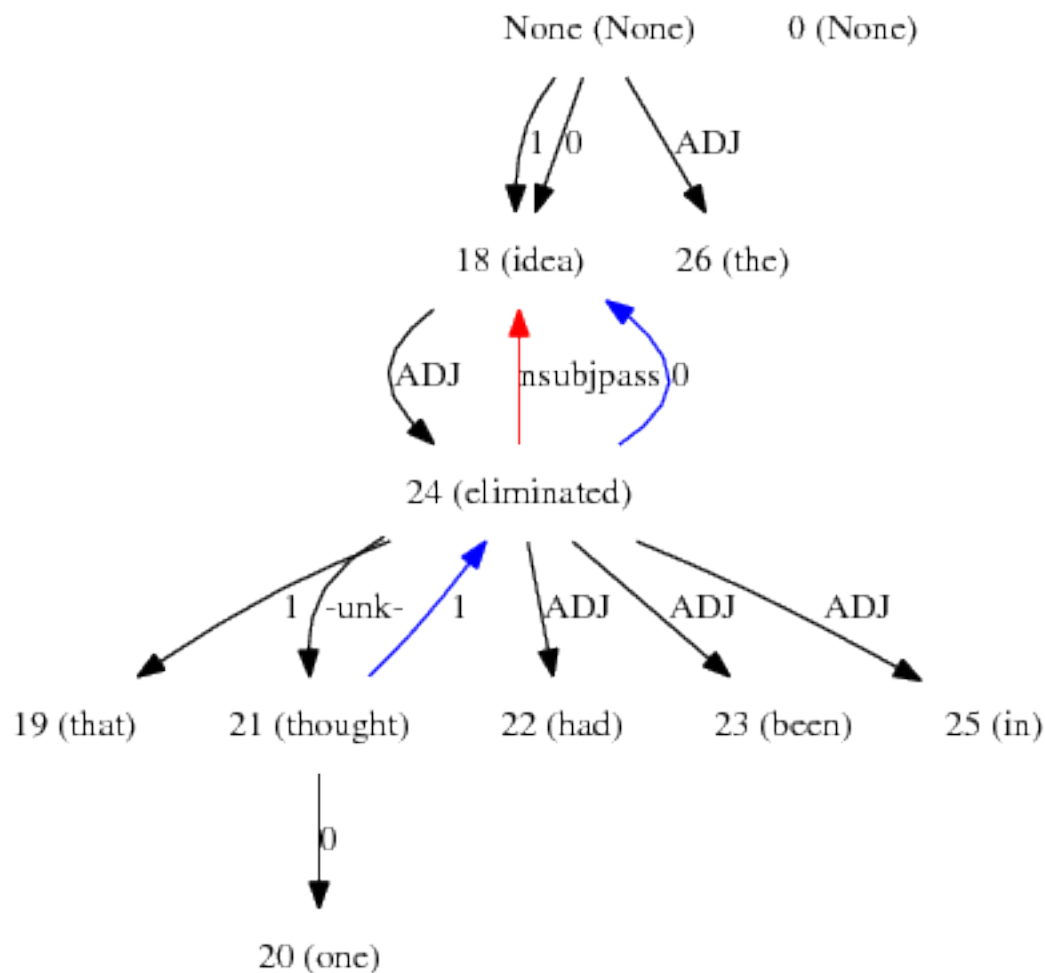 None (None) 0 (None)
1 0 ADJ
18 (idea) 26 (the)
ADJ nsubjpass 0
24 (eliminated)
1 -unk- 1 ADJ ADJ ADJ
19 (that) 21 (thought) 22 (had) 23 (been) 25 (in)
0
20 (one)